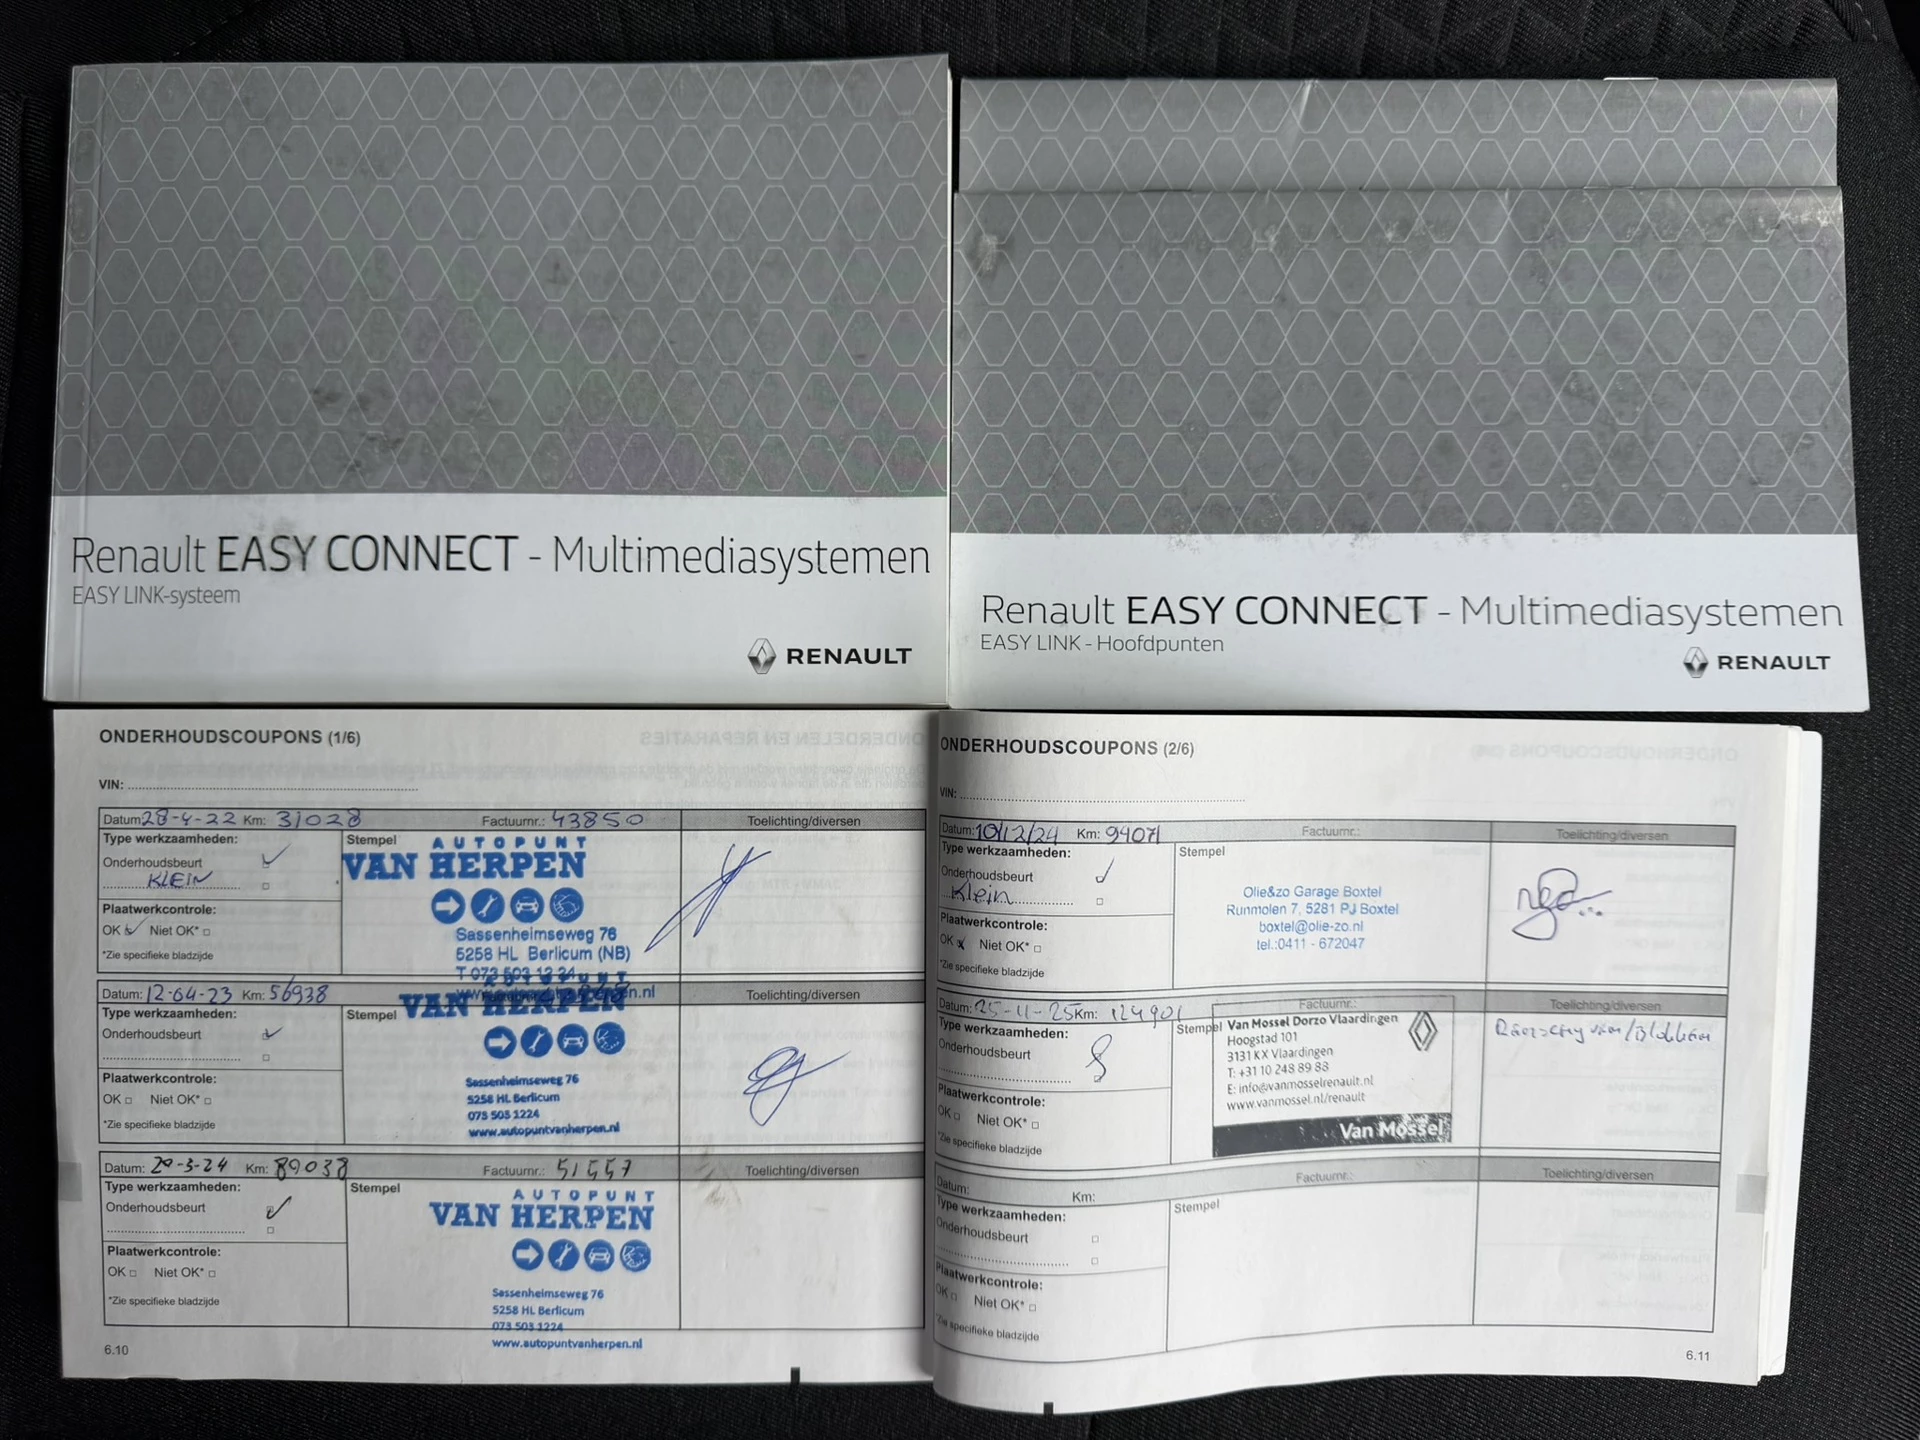 Renault EASY CONNECT - Multimediasystemen
EASY LINK-systeem
RENAULT
Renault EASY CONNECT - Multimediasystemen
EASY LINK - Hoofdpunten
RENAULT
ONDERHOUDSCOUPONS (1/6)
VIN:
Datum: 28-4-22 Km: 31028 Factuurnr.: 43850 Toelichting/diversen
Type werkzaamheden:
Onderhoudsbeurt
KLEIN
Plaatwerkcontrole:
OK Niet OK*
*Zie specifieke bladzijde
Stempel
AUTOPUNT
VAN HERPEN
Sassenheimseweg 76
5258 HL Berlicum (NB)
T 073 503 12 24
Datum: 12-04-23 Km: 56938 Toelichting/diversen
Type werkzaamheden:
Onderhoudsbeurt
Plaatwerkcontrole:
OK Niet OK*
*Zie specifieke bladzijde
Stempel
VAN HERPEN
Sassenheimseweg 76
5258 HL Berlicum
073 503 1224
www.autopuntvanherpen.nl
Datum: 29-3-24 Km: 89038 Factuurnr.: 51557 Toelichting/diversen
Type werkzaamheden:
Onderhoudsbeurt
Plaatwerkcontrole:
OK Niet OK*
*Zie specifieke bladzijde
Stempel
AUTOPUNT
VAN HERPEN
Sassenheimseweg 76
5258 HL Berlicum
073 503 1224
www.autopuntvanherpen.nl
6.10
ONDERHOUDSCOUPONS (2/6)
VIN:
Datum: 10/12/24 Km: 94071 Factuurnr.: Toelichting/diversen
Type werkzaamheden:
Onderhoudsbeurt
Klein
Plaatwerkcontrole:
OK Niet OK*
*Zie specifieke bladzijde
Stempel
Olie&zo Garage Boxtel
Runmolen 7, 5281 PJ Boxtel
boxtel@olie-zo.nl
tel.:0411 - 672047
Datum: 25-11-25 Km: 124901 Factuurnr.: Toelichting/diversen
Type werkzaamheden:
Onderhoudsbeurt
Plaatwerkcontrole:
OK Niet OK*
*Zie specifieke bladzijde
Stempel
Van Mossel Dorzo Vlaardingen
Hoogstad 101
3131 KX Vlaardingen
T: +31 10 248 89 88
E: info@vanmosselrenault.nl
www.vanmossel.nl/renault
Van Mossel
Datum: Km: Factuurnr.: Toelichting/diversen
Type werkzaamheden:
Onderhoudsbeurt
Plaatwerkcontrole:
OK Niet OK*
*Zie specifieke bladzijde
Stempel
6.11